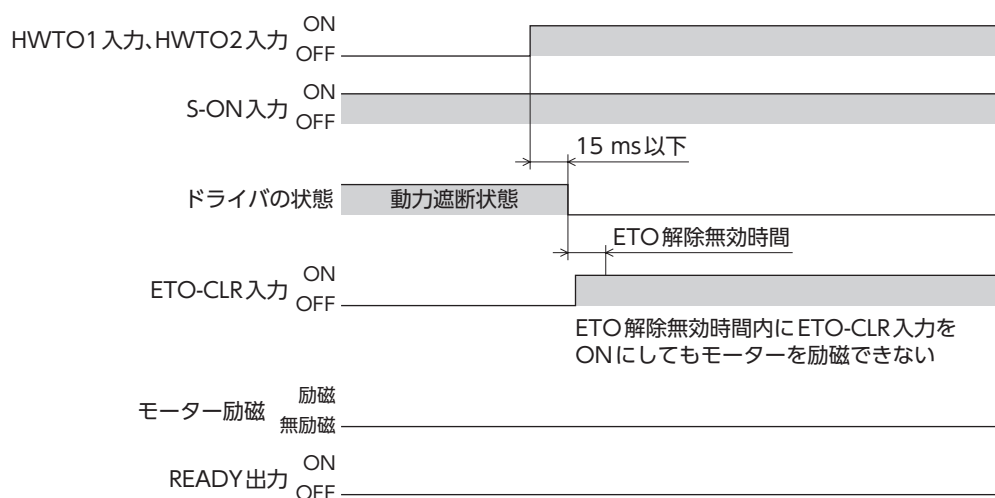 HWTO1入力、HWTO2入力
ON
OFF
S-ON入力
ON
OFF
15 ms以下
ドライバの状態
動力遮断状態
ETO解除無効時間
ETO-CLR入力
ON
OFF
ETO解除無効時間内にETO-CLR入力を
ONにしてもモーターを励磁できない
モーター励磁
励磁
無励磁
READY出力
ON
OFF